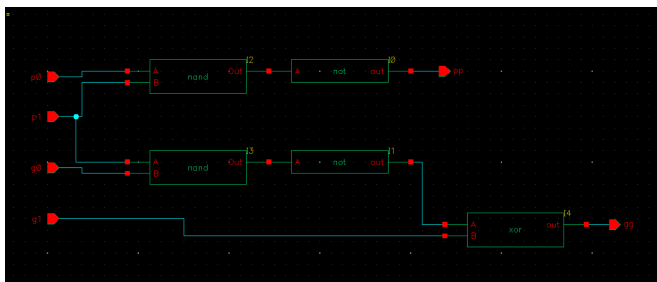 I2 I0
p0 A nand Out A not out pp
B
p1
I3 I1
A nand Out A not out
g0 B
I4
g1 A xor out gg
B